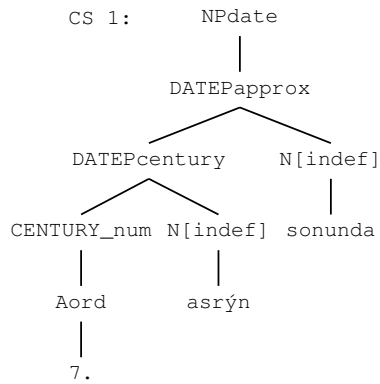 CS 1: NPdate
DATEPapprox
DATEPcentury N[indef]
CENTURY_num N[indef] sonunda
Aord asrýn
7.